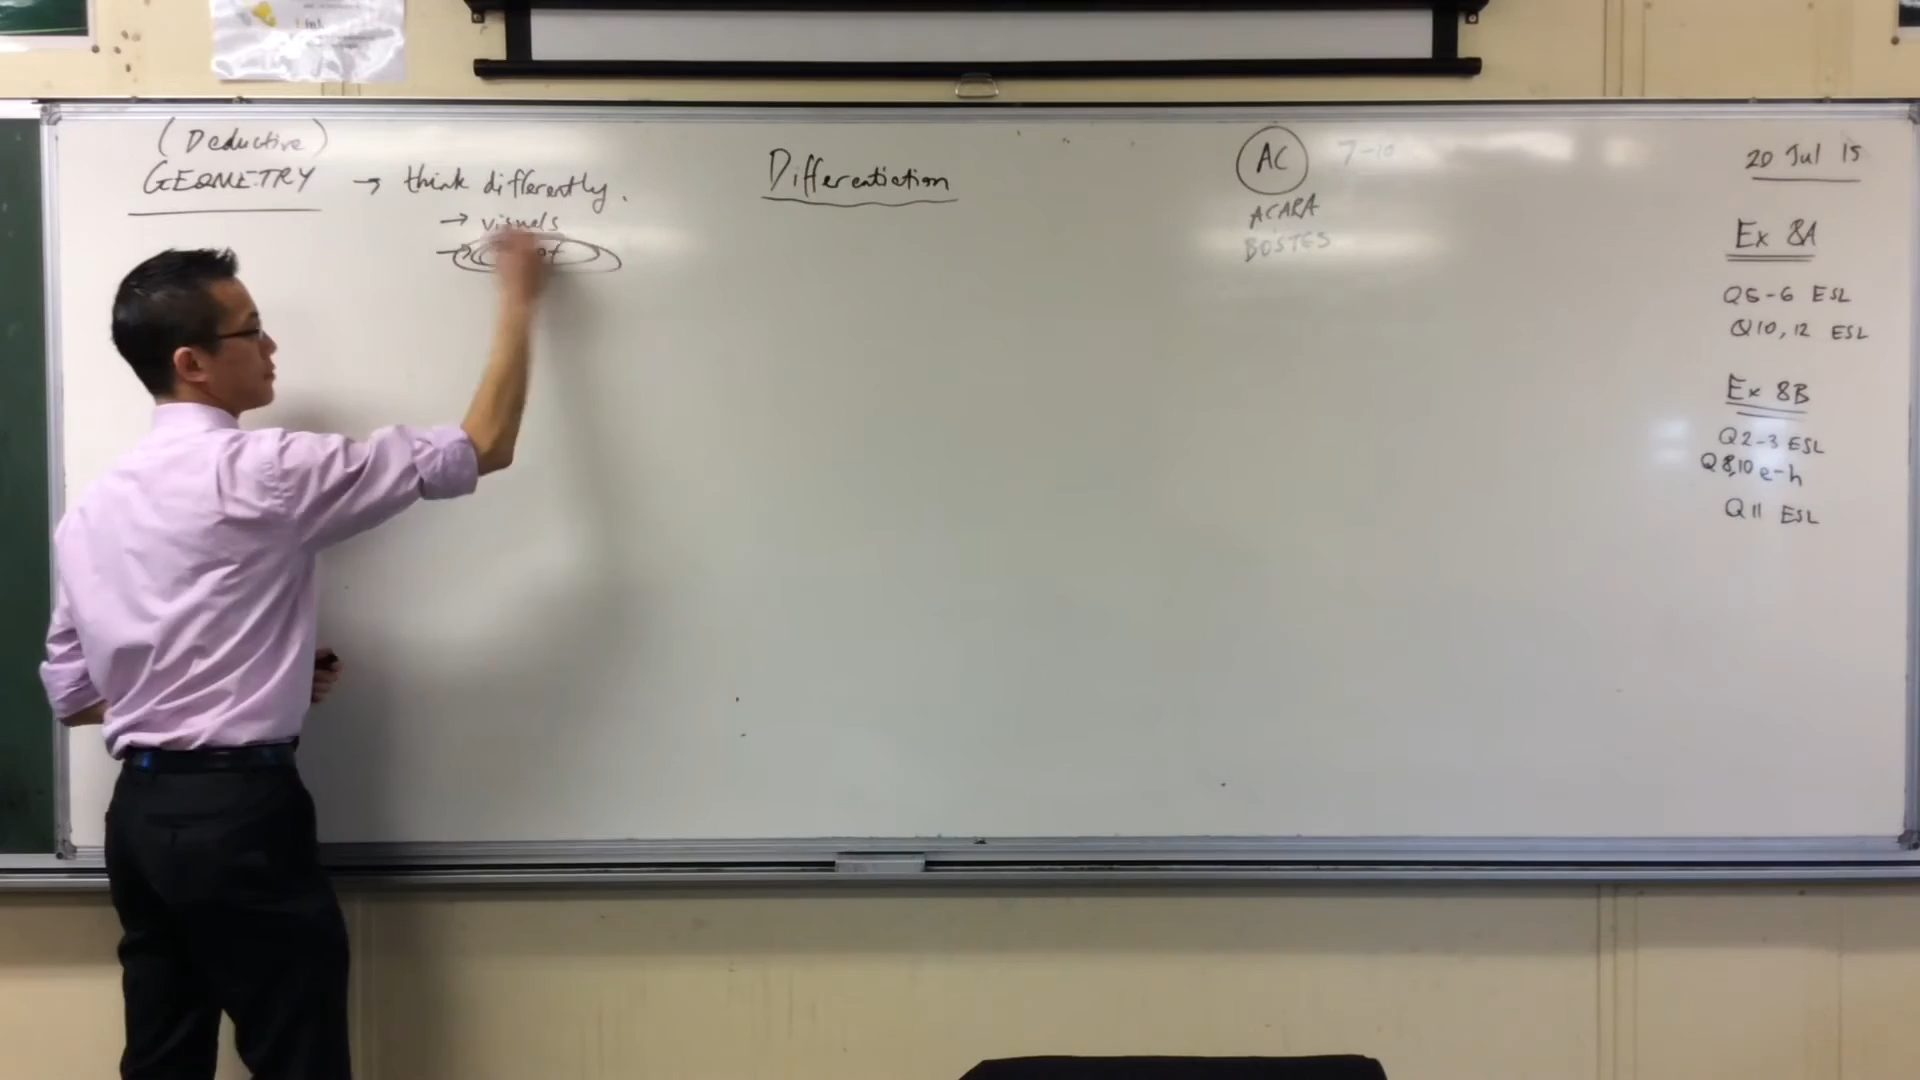 (Deductive)
GEOMETRY → think differently.
→ visuals
→
Differentiation
AC 7-10
ACARA
BOSTES
20 Jul 15
Ex 8A
Q5-6 ESL
Q10, 12 ESL
Ex 8B
Q2-3 ESL
Q8,10 e-h
Q11 ESL